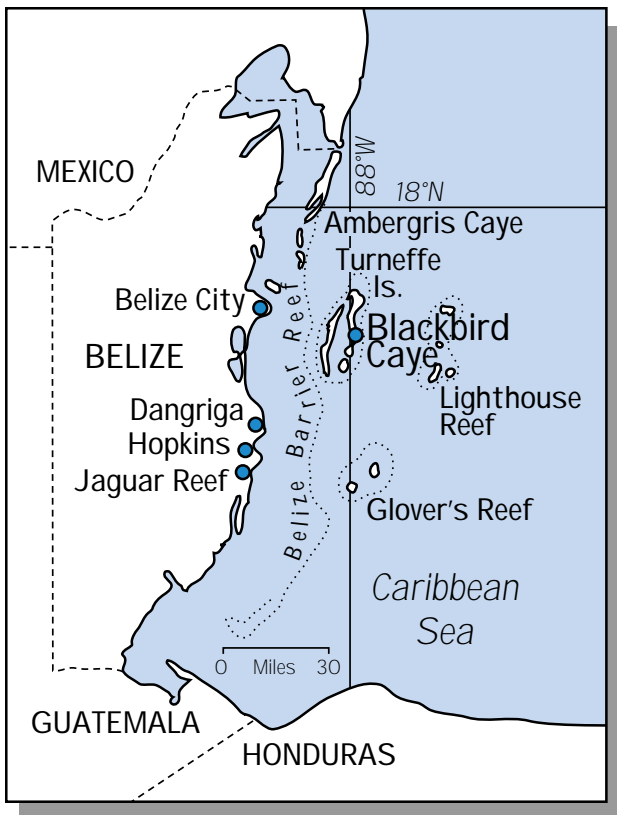 MEXICO
88°W
18°N
Ambergris Caye
Turneffe
Is.
Belize City
Blackbird
Caye
BELIZE
Lighthouse
Reef
Dangriga
Hopkins
Jaguar Reef
Belize Barrier Reef
Glover's Reef
Caribbean
Sea
0 Miles 30
GUATEMALA
HONDURAS